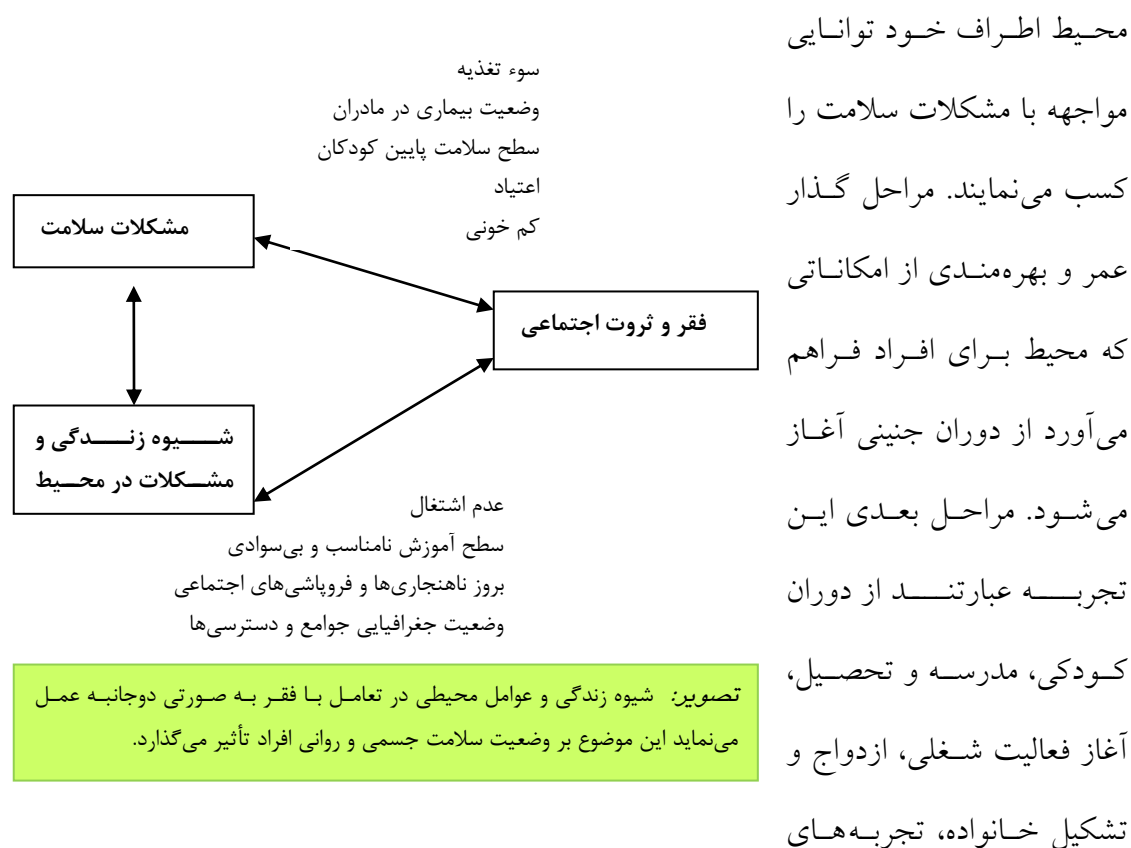 محیط اطراف خود توانایی
مواجهه با مشکلات سلامت را
کسب می‌نمایند. مراحل گذار
عمر و بهره‌مندی از امکاناتی
که محیط برای افراد فراهم
می‌آورد از دوران جنینی آغاز
می‌شود. مراحل بعدی این
تجربه عبارتند از دوران
کودکی، مدرسه و تحصیل،
آغاز فعالیت شغلی، ازدواج و
تشکیل خانواده، تجربه‌های
سوء تغذیه
وضعیت بیماری در مادران
سطح سلامت پایین کودکان
اعتیاد
کم خونی
مشکلات سلامت
فقر و ثروت اجتماعی
شیوه زندگی و
مشکلات در محیط
عدم اشتغال
سطح آموزش نامناسب و بی‌سوادی
بروز ناهنجاری‌ها و فروپاشی‌های اجتماعی
وضعیت جغرافیایی جوامع و دسترسی‌ها
تصویر: شیوه زندگی و عوامل محیطی در تعامل با فقر به صورتی دوجانبه عمل
می‌نماید این موضوع بر وضعیت سلامت جسمی و روانی افراد تأثیر می‌گذارد.